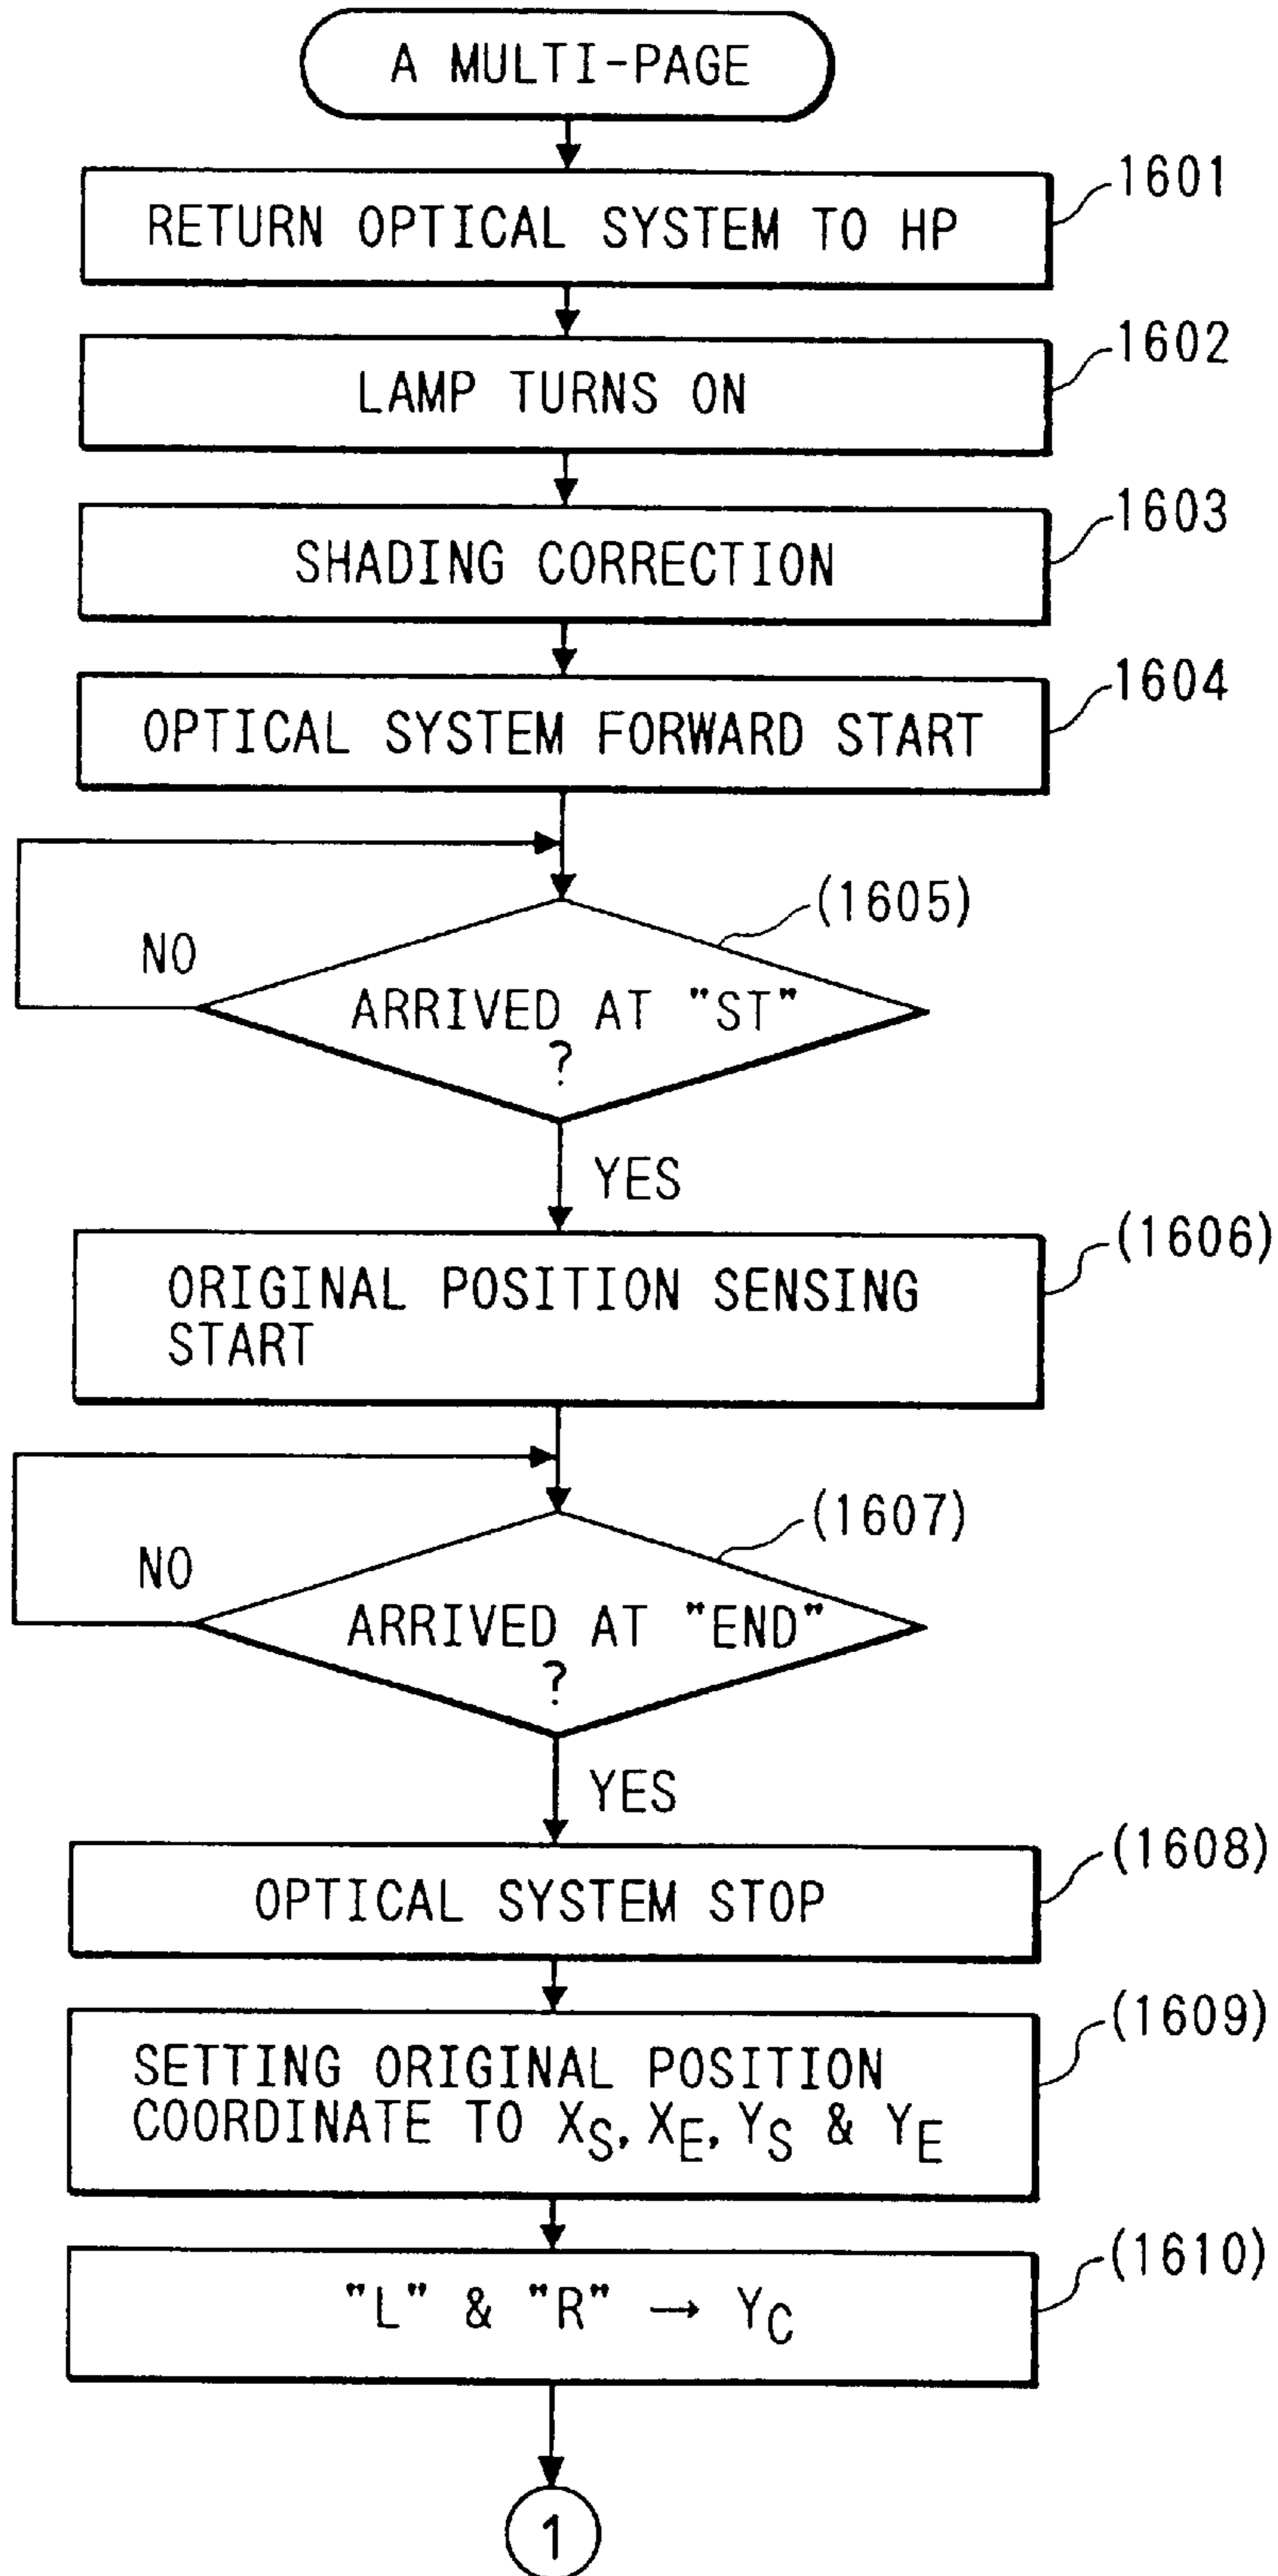 A MULTI-PAGE
1601
RETURN OPTICAL SYSTEM TO HP
1602
LAMP TURNS ON
1603
SHADING CORRECTION
1604
OPTICAL SYSTEM FORWARD START
(1605)
NO
ARRIVED AT "ST"
?
YES
(1606)
ORIGINAL POSITION SENSING
START
(1607)
NO
ARRIVED AT "END"
?
YES
(1608)
OPTICAL SYSTEM STOP
(1609)
SETTING ORIGINAL POSITION
COORDINATE TO XS, XE, YS & YE
(1610)
"L" & "R" → YC
1